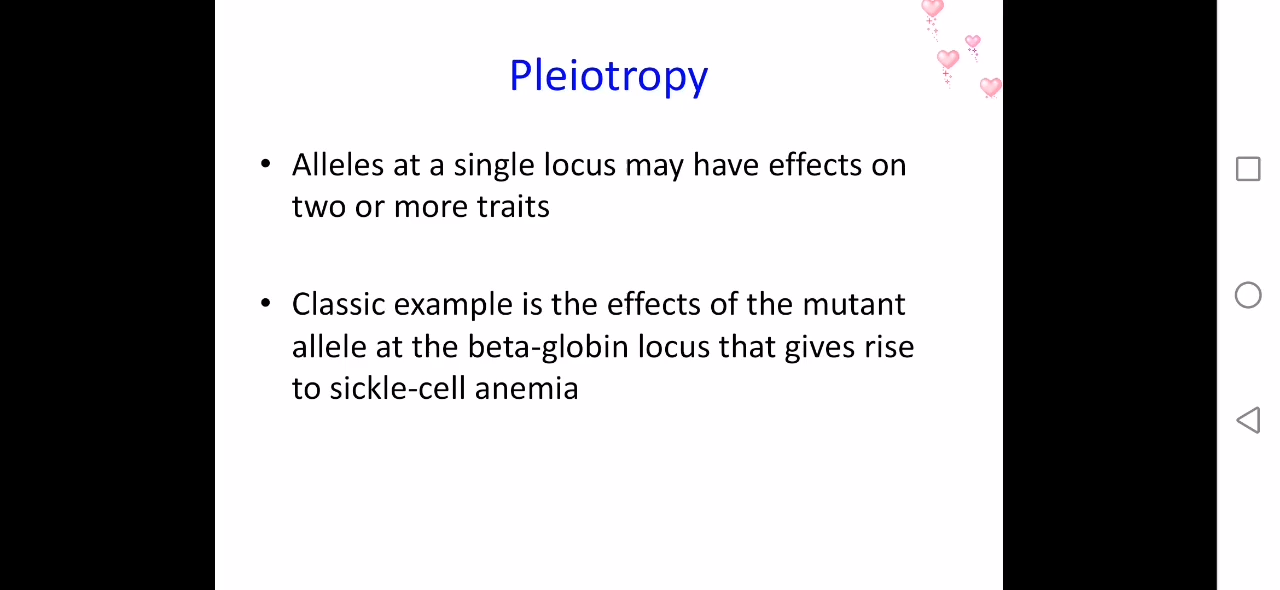 Pleiotropy
• Alleles at a single locus may have effects on
two or more traits
• Classic example is the effects of the mutant
allele at the beta-globin locus that gives rise
to sickle-cell anemia